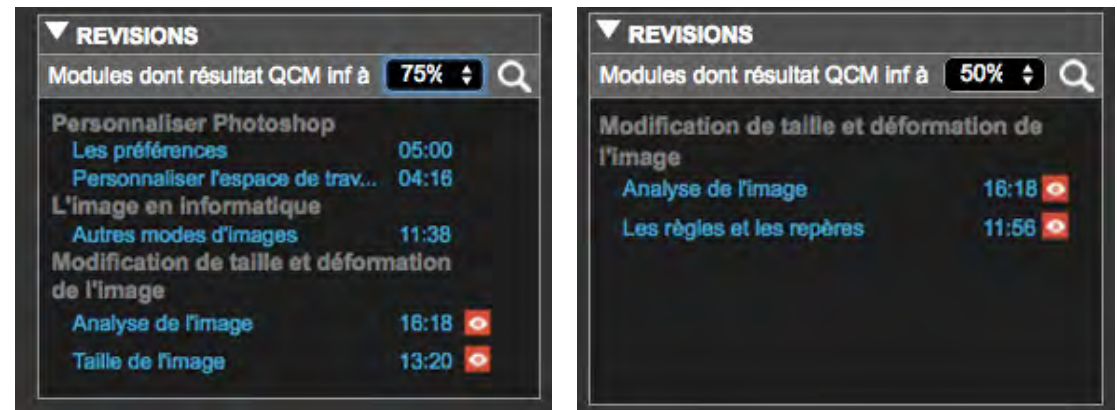 REVISIONS
Modules dont résultat QCM inf à 75%
Personnaliser Photoshop
Les préférences 05:00
Personnaliser l'espace de trav... 04:16
L'image en informatique
Autres modes d'images 11:38
Modification de taille et déformation
de l'image
Analyse de l'image 16:18
Taille de l'image 13:20
REVISIONS
Modules dont résultat QCM inf à 50%
Modification de taille et déformation de
l'image
Analyse de l'image 16:18
Les règles et les repères 11:56